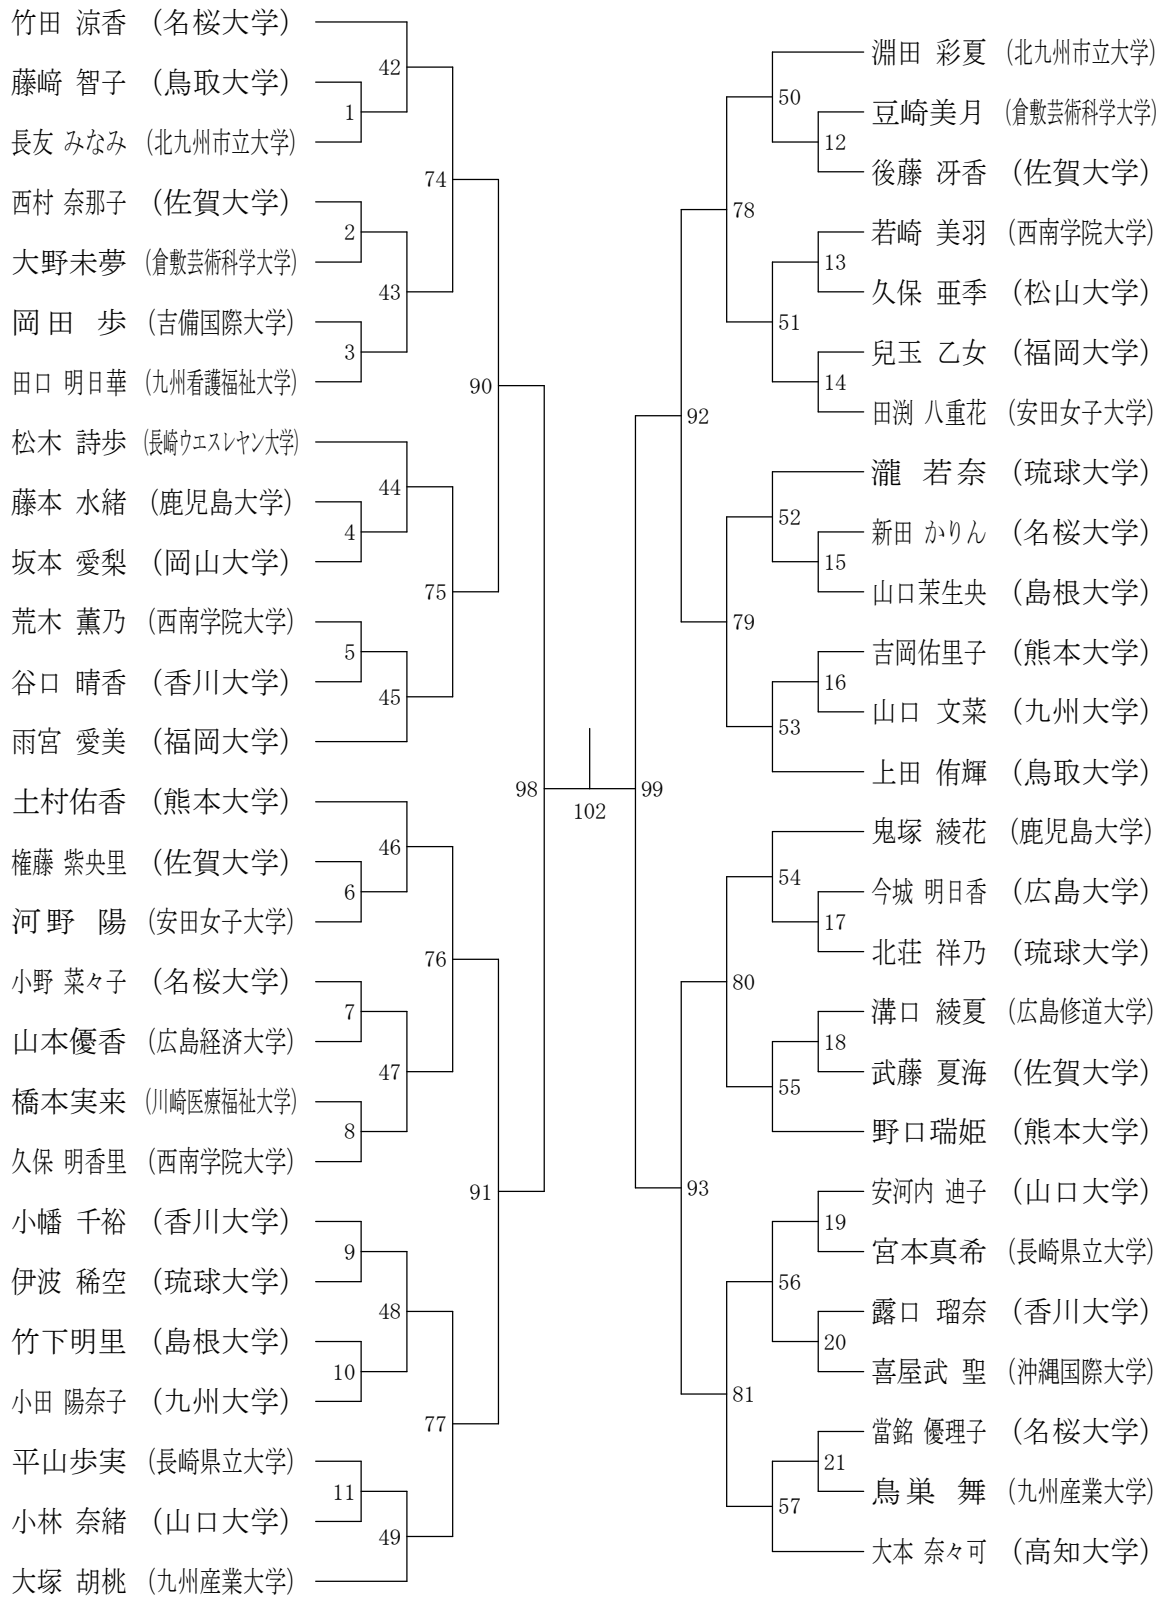 竹田 涼香 (名桜大学)
藤﨑 智子 (鳥取大学)
長友 みなみ (北九州市立大学)
西村 奈那子 (佐賀大学)
大野未夢 (倉敷芸術科学大学)
岡田 歩 (吉備国際大学)
田口 明日華 (九州看護福祉大学)
松木 詩歩 (長崎ウエスレヤン大学)
藤本 水緒 (鹿児島大学)
坂本 愛梨 (岡山大学)
荒木 薫乃 (西南学院大学)
谷口 晴香 (香川大学)
雨宮 愛美 (福岡大学)
土村佑香 (熊本大学)
権藤 紫央里 (佐賀大学)
河野 陽 (安田女子大学)
小野 菜々子 (名桜大学)
山本優香 (広島経済大学)
橋本実来 (川崎医療福祉大学)
久保 明香里 (西南学院大学)
小幡 千裕 (香川大学)
伊波 稀空 (琉球大学)
竹下明里 (島根大学)
小田 陽奈子 (九州大学)
平山歩実 (長崎県立大学)
小林 奈緒 (山口大学)
大塚 胡桃 (九州産業大学)
1
2
3
4
5
6
7
8
9
10
11
42
43
44
45
46
47
48
49
74
75
76
77
90
91
98
102
99
92
93
78
79
80
81
50
51
52
53
54
55
56
57
12
13
14
15
16
17
18
19
20
21
淵田 彩夏 (北九州市立大学)
豆崎美月 (倉敷芸術科学大学)
後藤 冴香 (佐賀大学)
若崎 美羽 (西南学院大学)
久保 亜季 (松山大学)
兒玉 乙女 (福岡大学)
田渕 八重花 (安田女子大学)
瀧 若奈 (琉球大学)
新田 かりん (名桜大学)
山口茉生央 (島根大学)
吉岡佑里子 (熊本大学)
山口 文菜 (九州大学)
上田 侑輝 (鳥取大学)
鬼塚 綾花 (鹿児島大学)
今城 明日香 (広島大学)
北荘 祥乃 (琉球大学)
溝口 綾夏 (広島修道大学)
武藤 夏海 (佐賀大学)
野口瑞姫 (熊本大学)
安河内 迪子 (山口大学)
宮本真希 (長崎県立大学)
露口 瑠奈 (香川大学)
喜屋武 聖 (沖縄国際大学)
當銘 優理子 (名桜大学)
鳥巣 舞 (九州産業大学)
大本 奈々可 (高知大学)